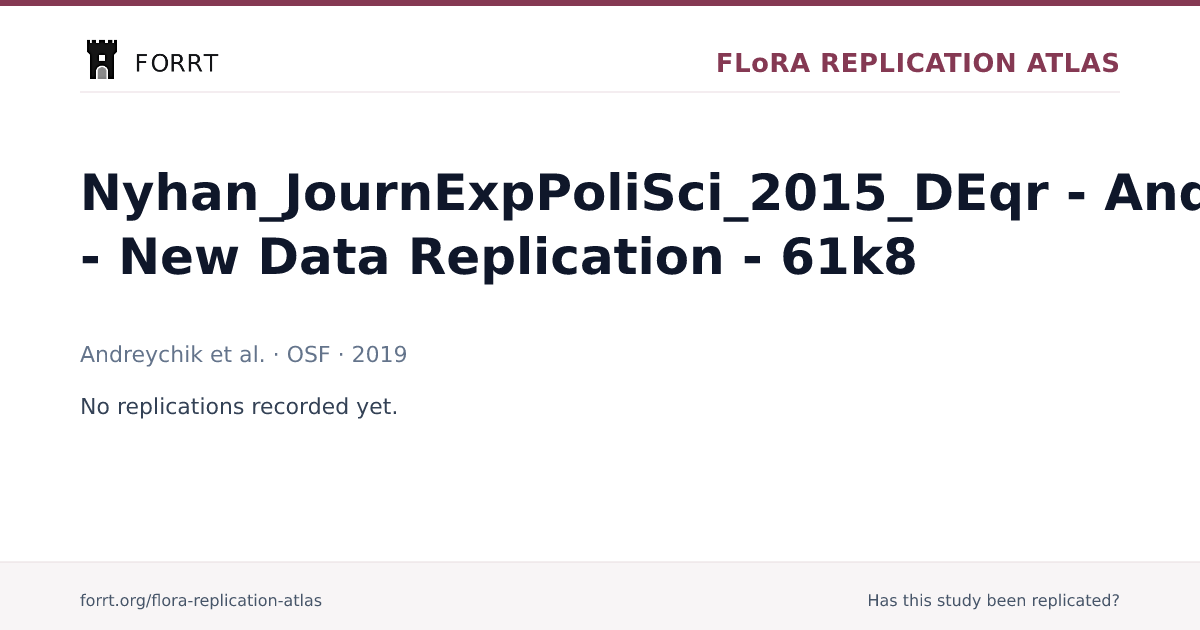 FORRT
FLoRA REPLICATION ATLAS
Nyhan_JournExpPoliSci_2015_DEqr -
- New Data Replication - 61k8
Andreychik et al. · OSF · 2019
No replications recorded yet.
forrt.org/flora-replication-atlas
Has this study been replicated?